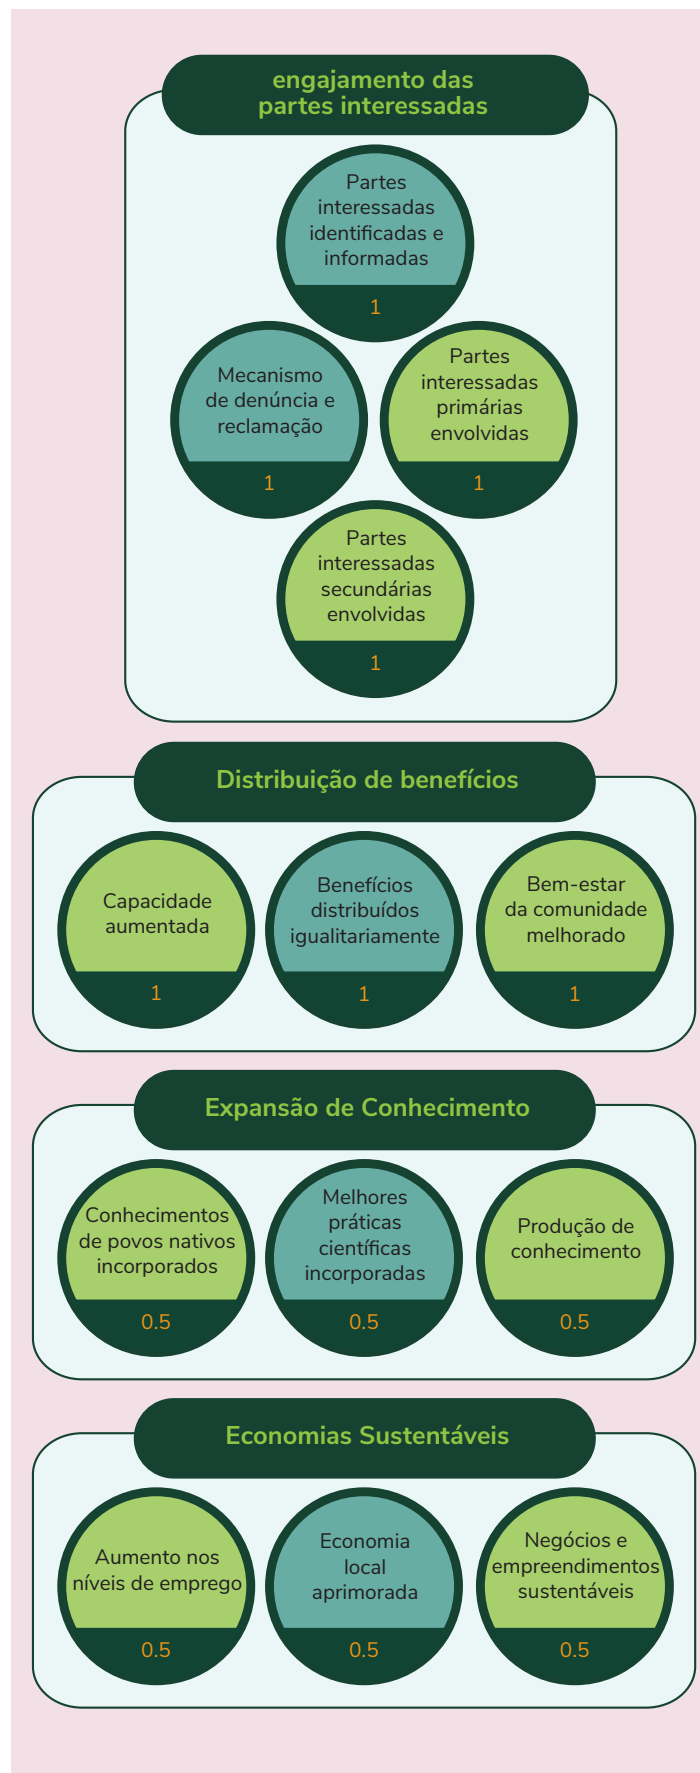 engajamento das
partes interessadas
Partes
interessadas
identificadas e
informadas
1
Mecanismo
de denúncia e
reclamação
1
Partes
interessadas
primárias
envolvidas
1
Partes
interessadas
secundárias
envolvidas
1
Distribuição de benefícios
Capacidade
aumentada
1
Benefícios
distribuídos
igualitariamente
1
Bem-estar
da comunidade
melhorado
1
Expansão de Conhecimento
Conhecimentos
de povos nativos
incorporados
0.5
Melhores
práticas
científicas
incorporadas
0.5
Produção de
conhecimento
0.5
Economias Sustentáveis
Aumento nos
níveis de emprego
0.5
Economia
local
aprimorada
0.5
Negócios e
empreendimentos
sustentáveis
0.5